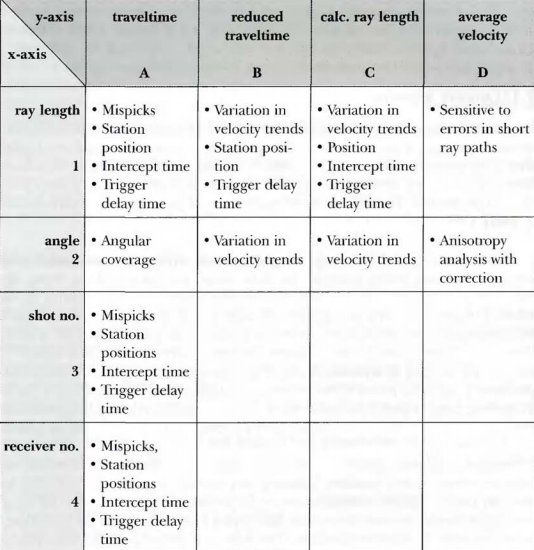 y-axis
x-axis
traveltime
A
reduced
traveltime
B
calc. ray length
C
average
velocity
D
ray length
1
• Mispicks
• Station
position
• Intercept time
• Trigger
delay time
• Variation in
velocity trends
• Station posi-
tion
• Trigger delay
time
• Variation in
velocity trends
• Position
• Intercept time
• Trigger
delay time
• Sensitive to
errors in short
ray paths
angle
2
• Angular
coverage
• Variation in
velocity trends
• Variation in
velocity trends
• Anisotropy
analysis with
correction
shot no.
3
• Mispicks
• Station
positions
• Intercept time
• Trigger delay
time
receiver no.
4
• Mispicks,
• Station
positions
• Intercept time
• Trigger delay
time